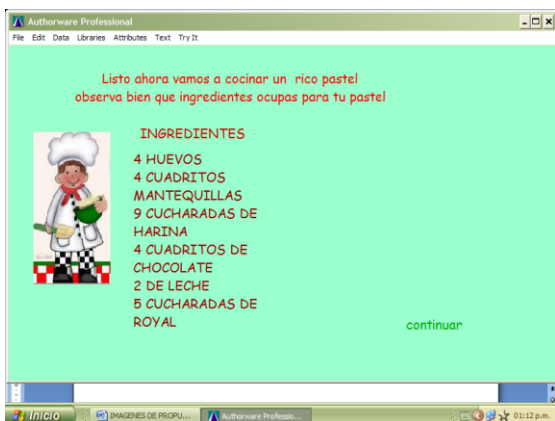 Authorware Professional
File Edit Data Libraries Attributes Text Try It
Listo ahora vamos a cocinar un rico pastel
observa bien que ingredientes ocupas para tu pastel
INGREDIENTES
4 HUEVOS
4 CUADRITOS
MANTEQUILLAS
9 CUCHARADAS DE
HARINA
4 CUADRITOS DE
CHOCOLATE
2 DE LECHE
5 CUCHARADAS DE
ROYAL
continuar
Inicio IMAGENES DE PROPU... Authorware Professio... ES 01:12 p.m.